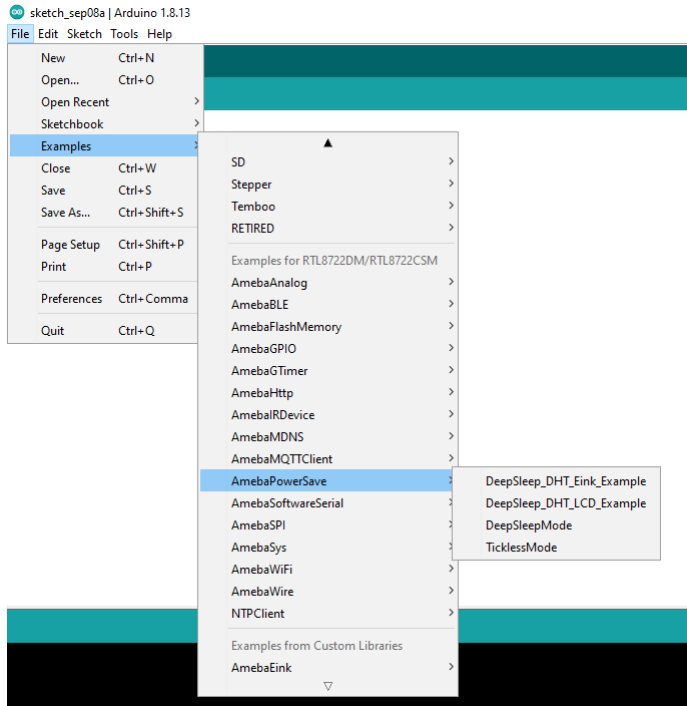 sketch_sep08a | Arduino 1.8.13
File Edit Sketch Tools Help
New Ctrl+N
Open... Ctrl+O
Open Recent
Sketchbook
Examples
Close Ctrl+W
Save Ctrl+S
Save As... Ctrl+Shift+S
Page Setup Ctrl+Shift+P
Print Ctrl+P
Preferences Ctrl+Comma
Quit Ctrl+Q
SD
Stepper
Temboo
RETIRED
Examples for RTL8722DM/RTL8722CSM
AmebaAnalog
AmebaBLE
AmebaFlashMemory
AmebaGPIO
AmebaGTimer
AmebaHttp
AmebaIRDevice
AmebaMDNS
AmebaMQTTClient
AmebaPowerSave
AmebaSoftwareSerial
AmebaSPI
AmebaSys
AmebaWiFi
AmebaWire
NTPClient
Examples from Custom Libraries
AmebaEink
DeepSleep_DHT_Eink_Example
DeepSleep_DHT_LCD_Example
DeepSleepMode
TicklessMode